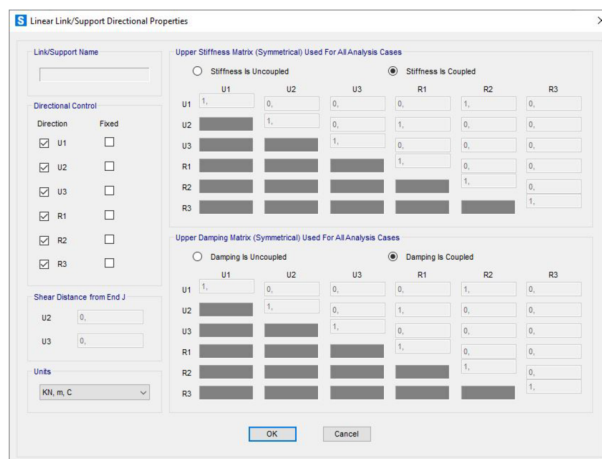 S Linear Link/Support Directional Properties
Link/Support Name
Directional Control
Direction Fixed
U1
U2
U3
R1
R2
R3
Shear Distance from End J
U2 0,
U3 0,
Units
KN, m, C
Upper Stiffness Matrix (Symmetrical) Used For All Analysis Cases
Stiffness Is Uncoupled Stiffness Is Coupled
U1 U2 U3 R1 R2 R3
U1 1, 0, 0, 0, 1, 0,
U2 1, 0, 1, 0, 0,
U3 1, 0, 0, 0,
R1 1, 0, 0,
R2 1, 0,
R3 1,
Upper Damping Matrix (Symmetrical) Used For All Analysis Cases
Damping Is Uncoupled Damping Is Coupled
U1 U2 U3 R1 R2 R3
U1 1, 0, 0, 0, 1, 0,
U2 1, 0, 1, 0, 0,
U3 1, 0, 0, 0,
R1 1, 0, 0,
R2 1, 0,
R3 1,
OK Cancel